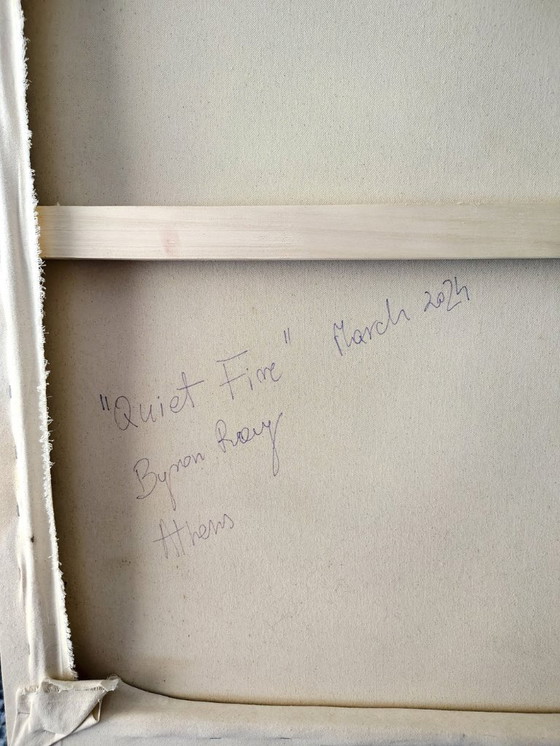 "Quiet Fire" March 2024
Byron
Athens